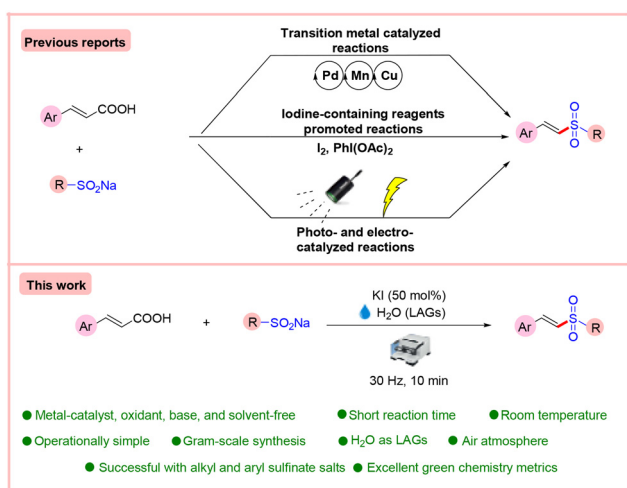 Previous reports
Transition metal catalyzed
reactions
Pd Mn Cu
Ar COOH
+
R-SO2Na
Iodine-containing reagents
promoted reactions
I2, PhI(OAc)2
Photo- and electro-
catalyzed reactions
O
Ar S R
O
This work
Ar COOH + R-SO2Na
KI (50 mol%)
H2O (LAGs)
30 Hz, 10 min
O
Ar S R
O
Metal-catalyst, oxidant, base, and solvent-free Short reaction time Room temperature
Operationally simple Gram-scale synthesis H2O as LAGs Air atmosphere
Successful with alkyl and aryl sulfinate salts Excellent green chemistry metrics